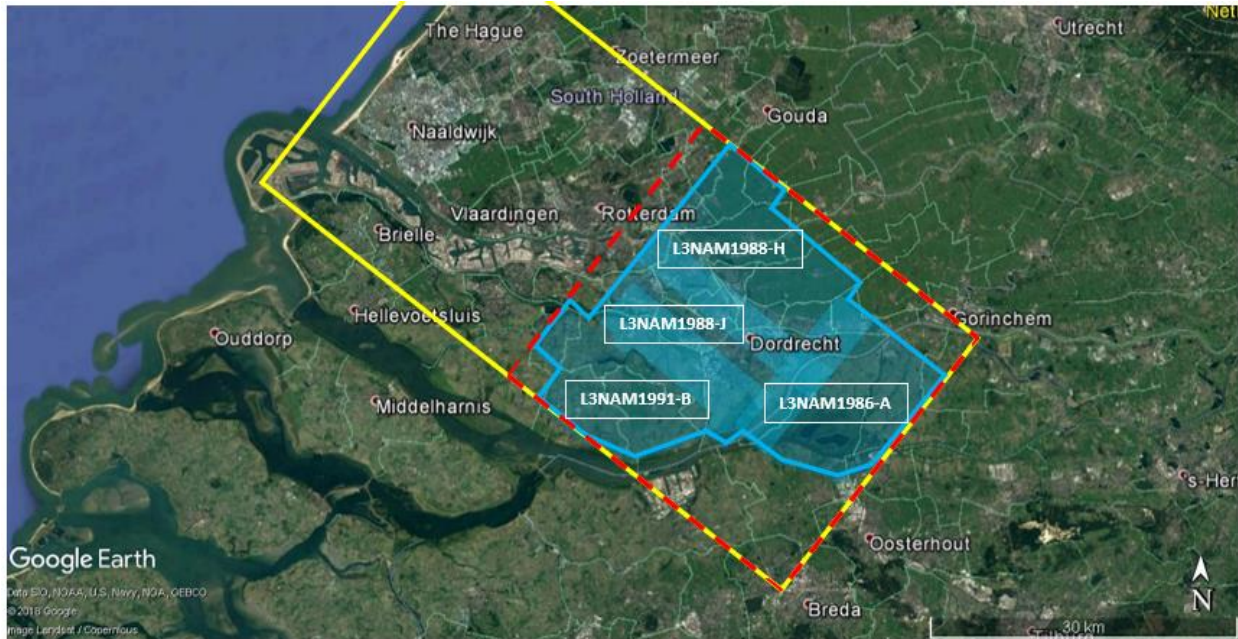 Net
The Hague
Utrecht
Zoetermeer
South Holland
Gouda
Naaldwijk
Vlaardingen
Rotterdam
Brielle
L3NAM1988-H
Hellevoetsluis
Gorinchem
Ouddorp
L3NAM1988-J
Dordrecht
Middelharnis
L3NAM1991-B
L3NAM1986-A
's-Her
Google Earth
Oosterhout
Data SIO, NOAA, U.S. Navy, NGA, GEBCO
© 2018 Google
Image Landsat / Copernicus
Breda
N
30 km